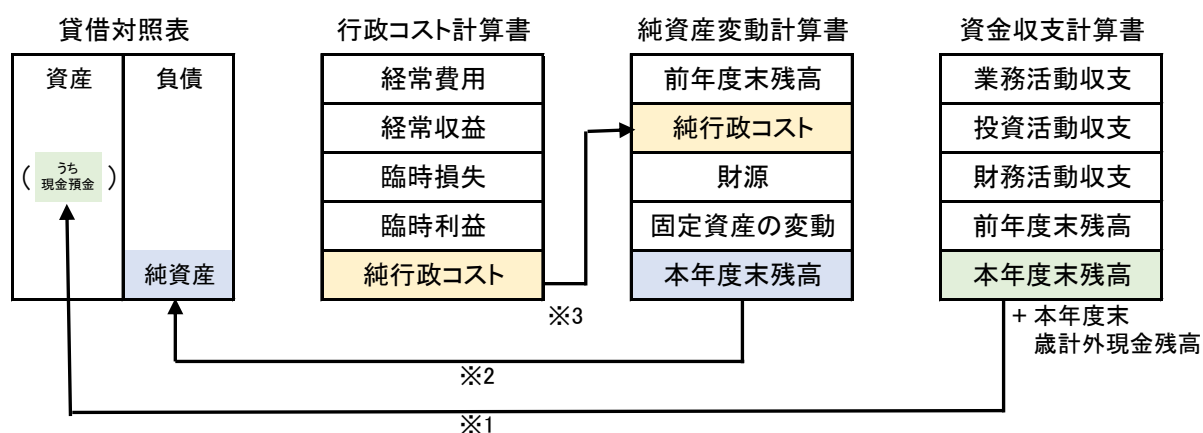 貸借対照表
資産
負債
(うち
現金預金)
純資産
行政コスト計算書
経常費用
経常収益
臨時損失
臨時利益
純行政コスト
純資産変動計算書
前年度末残高
純行政コスト
財源
固定資産の変動
本年度末残高
資金収支計算書
業務活動収支
投資活動収支
財務活動収支
前年度末残高
本年度末残高
+ 本年度末
歳計外現金残高
※3
※2
※1